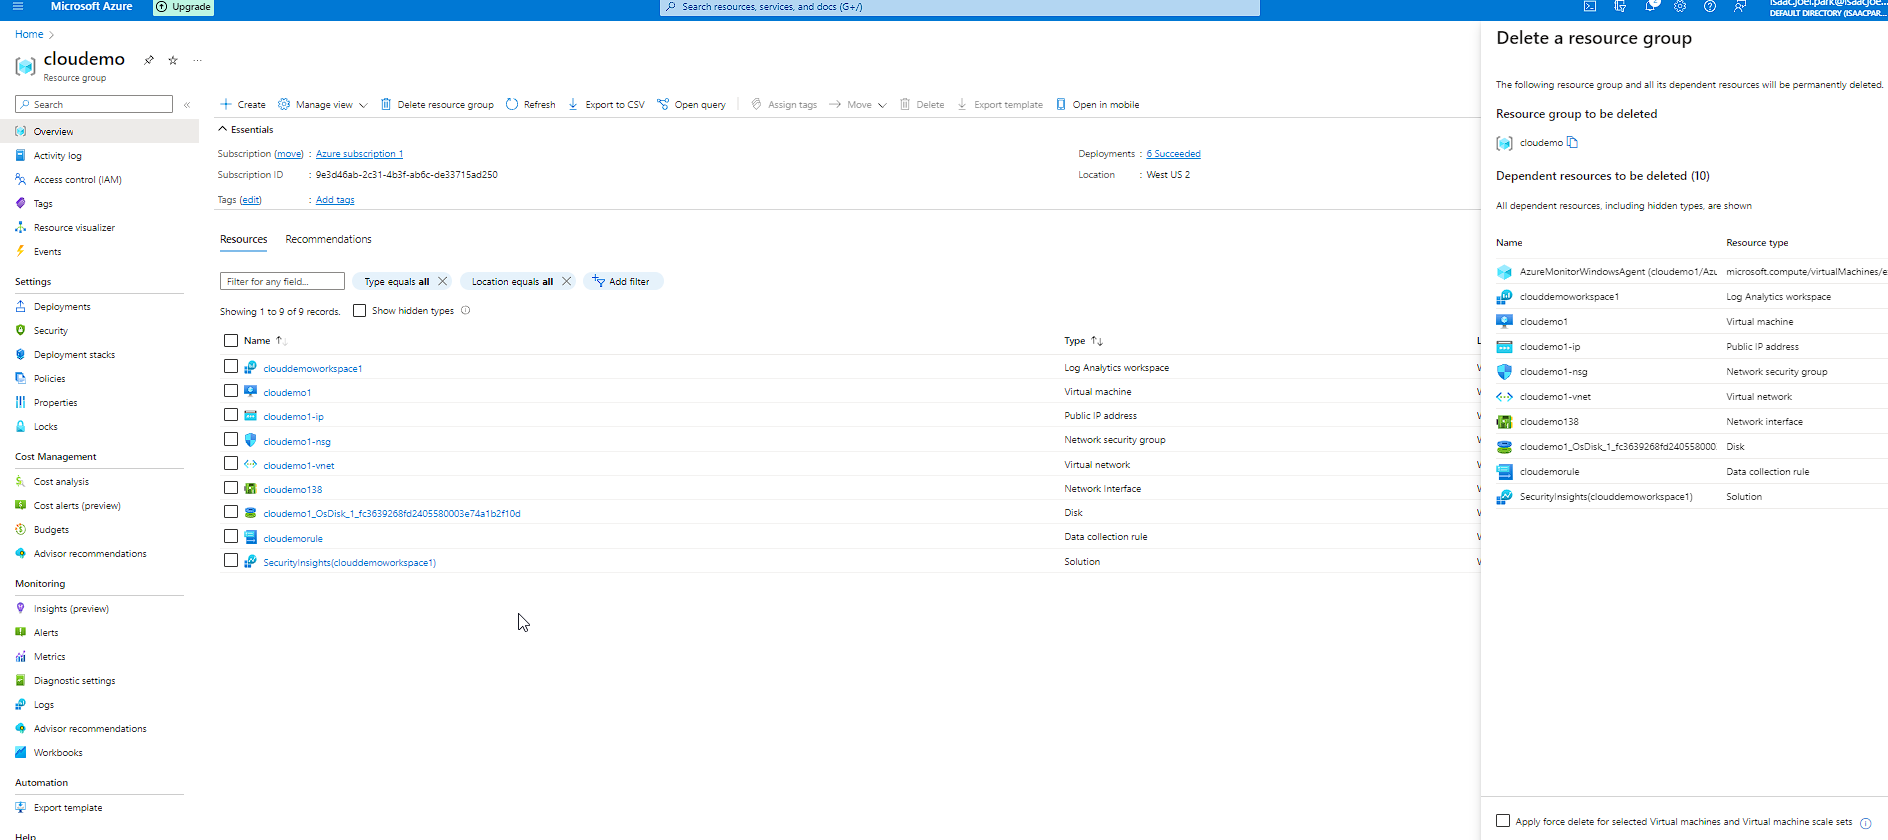 Microsoft Azure
Upgrade
Search resources, services, and docs (G+/)
DEFAULT DIRECTORY (ISAACPAR...
Home
cloudemo
Resource group
Search
Overview
Activity log
Access control (IAM)
Tags
Resource visualizer
Events
Settings
Deployments
Security
Deployment stacks
Policies
Properties
Locks
Cost Management
Cost analysis
Cost alerts (preview)
Budgets
Advisor recommendations
Monitoring
Insights (preview)
Alerts
Metrics
Diagnostic settings
Logs
Advisor recommendations
Workbooks
Automation
Export template
Help
Create Manage view Delete resource group Refresh Export to CSV Open query Assign tags Move Delete Export template Open in mobile
Essentials
Subscription (move) : Azure subscription 1
Subscription ID : 9e3d46ab-2c31-4b3f-ab6c-de33715ad250
Tags (edit) : Add tags
Deployments : 6 Succeeded
Location : West US 2
Resources Recommendations
Filter for any field... Type equals all Location equals all Add filter
Showing 1 to 9 of 9 records. Show hidden types
Name Type
clouddemoworkspace1 Log Analytics workspace
cloudemo1 Virtual machine
cloudemo1-ip Public IP address
cloudemo1-nsg Network security group
cloudemo1-vnet Virtual network
cloudemo138 Network Interface
cloudemo1_OsDisk_1_fc3639268fd2405580003e74a1b2f10d Disk
cloudemorule Data collection rule
SecurityInsights(clouddemoworkspace1) Solution
Delete a resource group
The following resource group and all its dependent resources will be permanently deleted.
Resource group to be deleted
cloudemo
Dependent resources to be deleted (10)
All dependent resources, including hidden types, are shown
Name Resource type
AzureMonitorWindowsAgent (cloudemo1/Azu microsoft.compute/virtualMachines/e
clouddemoworkspace1 Log Analytics workspace
cloudemo1 Virtual machine
cloudemo1-ip Public IP address
cloudemo1-nsg Network security group
cloudemo1-vnet Virtual network
cloudemo138 Network interface
cloudemo1_OsDisk_1_fc3639268fd240558000 Disk
cloudemorule Data collection rule
SecurityInsights(clouddemoworkspace1) Solution
Apply force delete for selected Virtual machines and Virtual machine scale sets